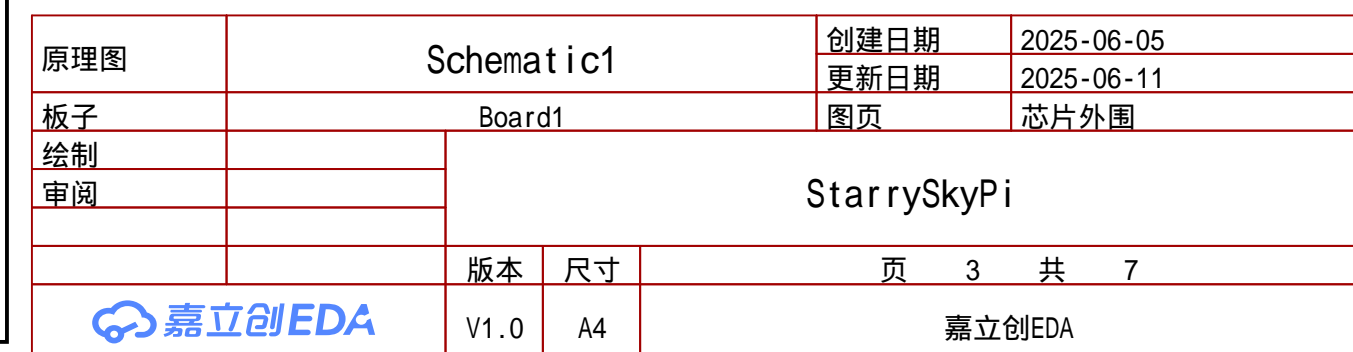 原理图 Schematic1 创建日期 2025-06-05
更新日期 2025-06-11
板子 Board1 图页 芯片外围
绘制
审阅 StarrySkyPi
版本 尺寸 页 3 共 7
嘉立创EDA V1.0 A4 嘉立创EDA